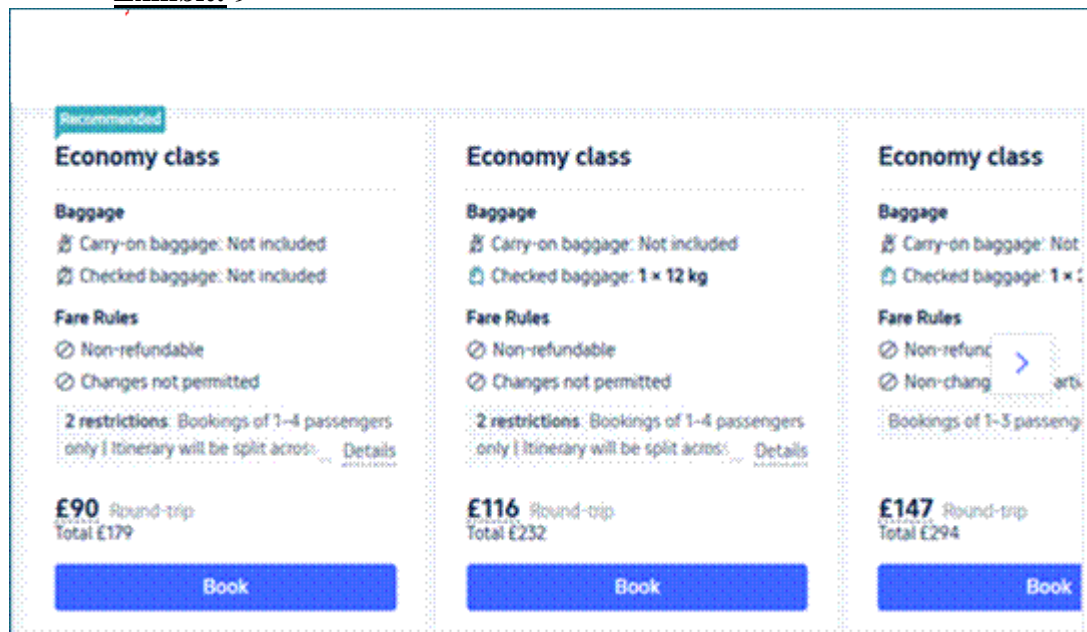 Recommended
Economy class
Baggage
Carry-on baggage: Not included
Checked baggage: Not included
Fare Rules
Non-refundable
Changes not permitted
2 restrictions Bookings of 1-4 passengers
only | Itinerary will be split across... Details
£90 Round-trip
Total £179
Book
Economy class
Baggage
Carry-on baggage: Not included
Checked baggage: 1 × 12 kg
Fare Rules
Non-refundable
Changes not permitted
2 restrictions Bookings of 1-4 passengers
only | Itinerary will be split across... Details
£116 Round-trip
Total £232
Book
Economy class
Baggage
Carry-on baggage: Not
Checked baggage: 1 ×
Fare Rules
Non-refunc
Non-chang arti
Bookings of 1-3 passeng
£147 Round-trip
Total £294
Book